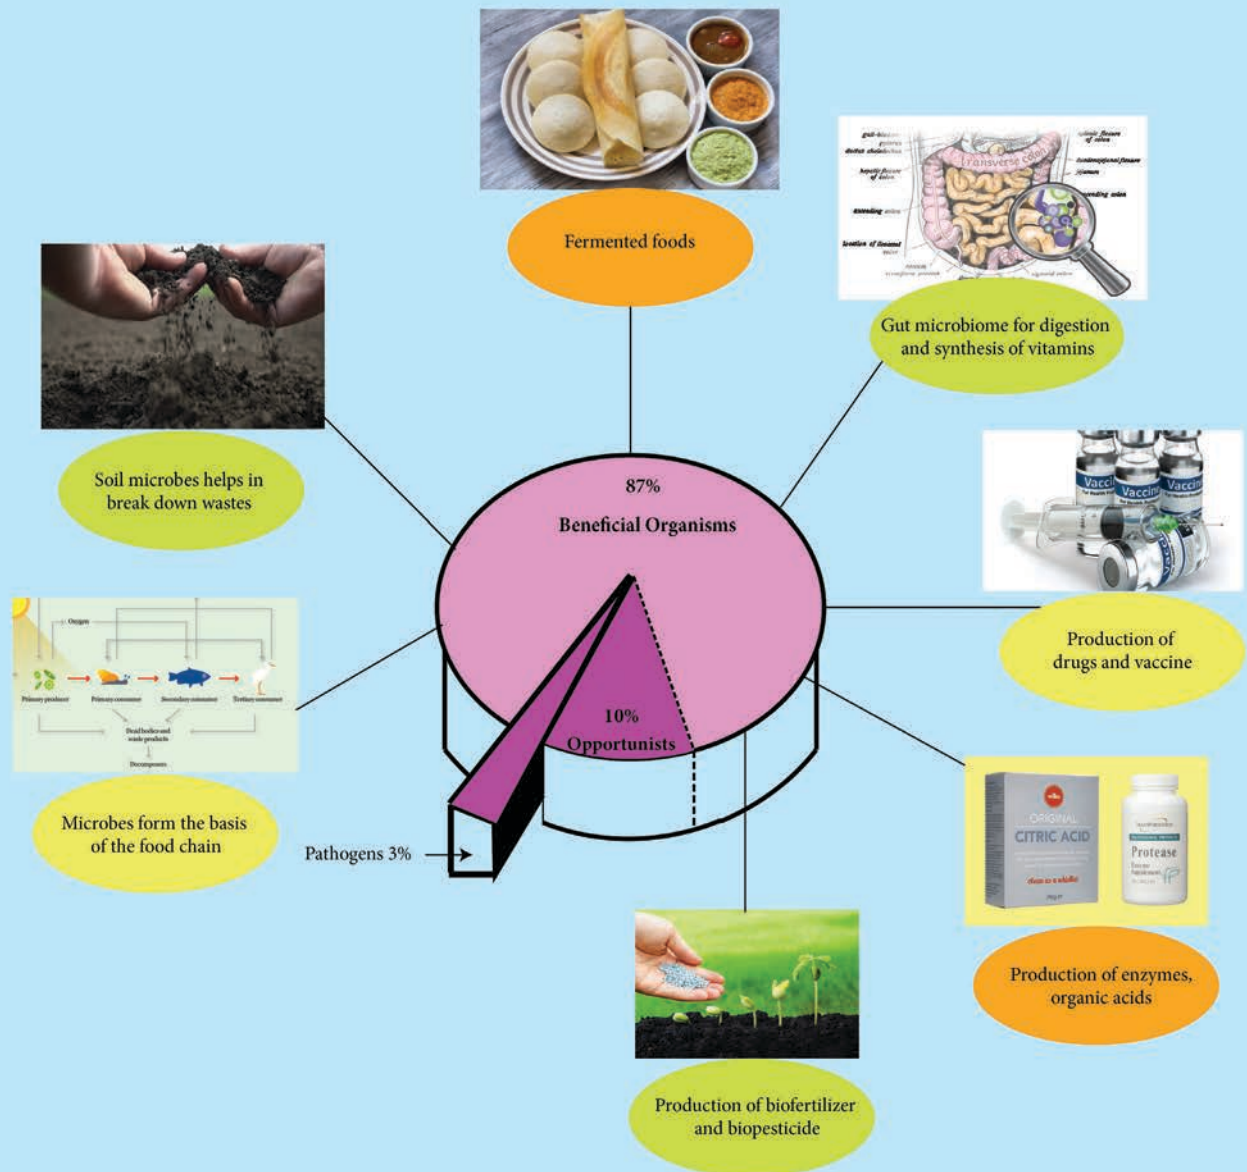 Fermented foods
Transverse colon
Gut microbiome for digestion
and synthesis of vitamins
Soil microbes helps in
break down wastes
87%
Beneficial Organisms
Vaccine
Vaccine
Production of
drugs and vaccine
Oxygen
Primary producer
Primary consumer
Secondary consumer
Tertiary consumer
Dead bodies and
waste products
Decomposers
Microbes form the basis
of the food chain
10%
Opportunists
Pathogens 3%
ORIGINAL
CITRIC ACID
Protease
Production of enzymes,
organic acids
Production of biofertilizer
and biopesticide